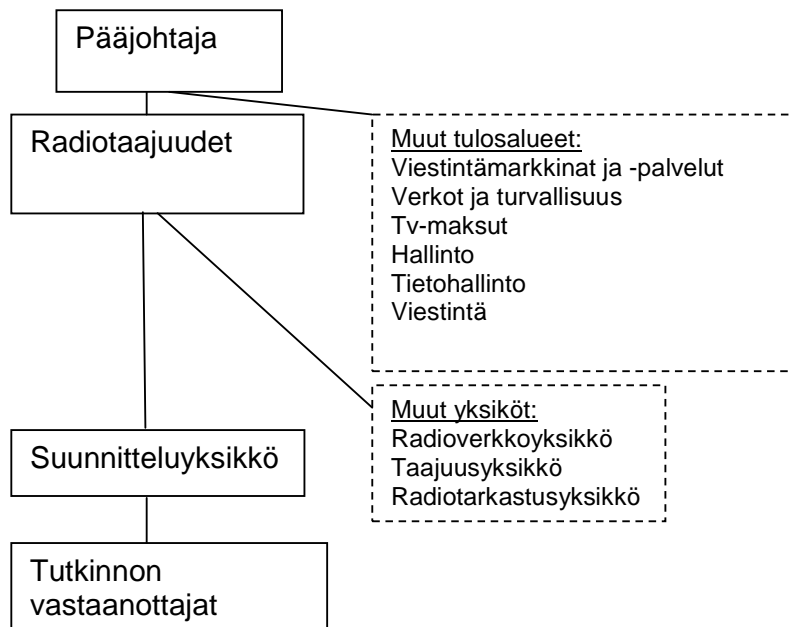 Pääjohtaja
Radiotaajuudet
Muut tulosalueet:
Viestintämarkkinat ja -palvelut
Verkot ja turvallisuus
Tv-maksut
Hallinto
Tietohallinto
Viestintä
Muut yksiköt:
Radioverkkoyksikkö
Taajuusyksikkö
Radiotarkastusyksikkö
Suunnitteluyksikkö
Tutkinnon
vastaanottajat